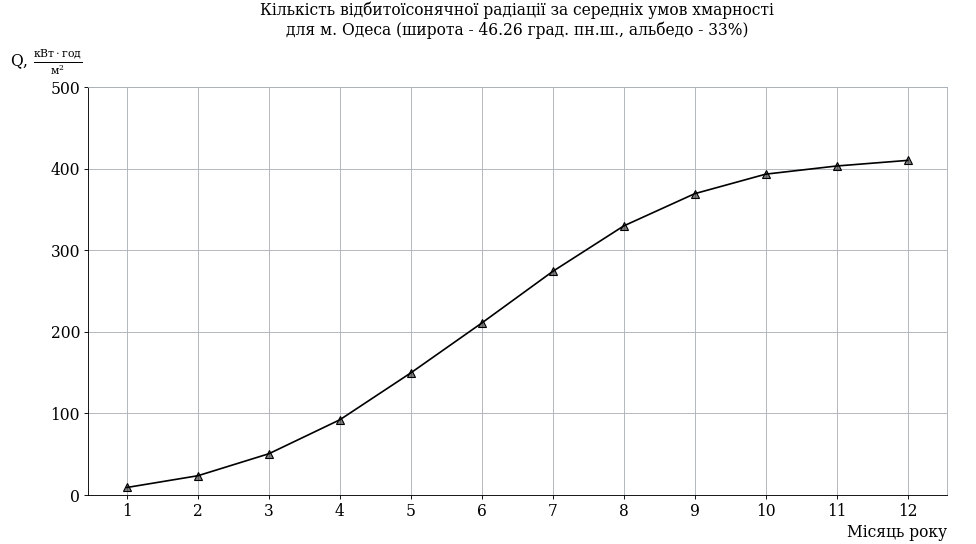 Кількість відбитоїсонячної радіації за середніх умов хмарності
для м. Одеса (широта - 46.26 град. пн.ш., альбедо - 33%)
Q, кВт · год / м²
500
400
300
200
100
0
1 2 3 4 5 6 7 8 9 10 11 12
Місяць року